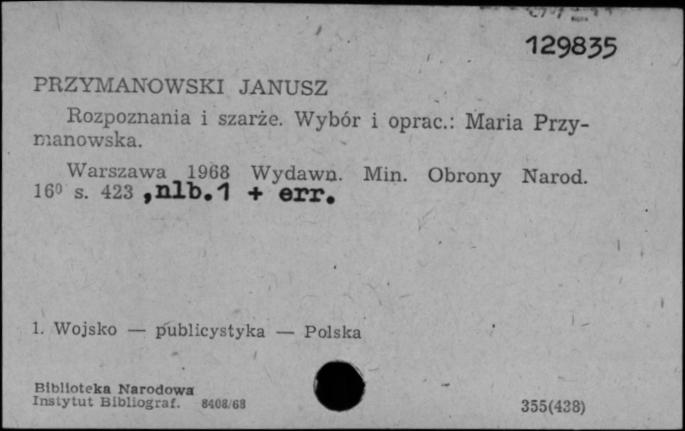 129835
PRZYMANOWSKI JANUSZ
Rozpoznania i szarże. Wybór i oprac.: Maria Przy-
manowska.
Warszawa 1968 Wydawn. Min. Obrony Narod.
16⁰ s. 423 ,nlb.1 + err.
1. Wojsko — publicystyka — Polska
Biblioteka Narodowa
Instytut Bibliograf. 8408/68
355(438)